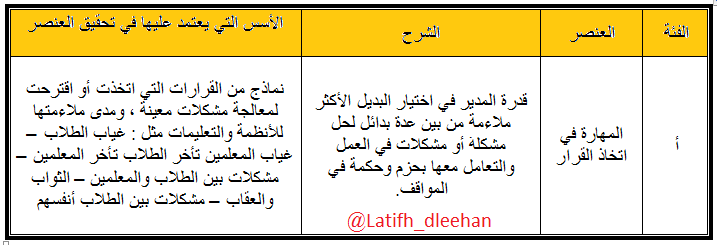 الفئة
العنصر
الشرح
الأسس التي يعتمد عليها في تحقيق العنصر
أ
المهارة في
اتخاذ القرار
قدرة المدير في اختيار البديل الأكثر
ملاءمة من بين عدة بدائل لحل
مشكلة أو مشكلات في العمل
والتعامل معها بحزم وحكمة في
المواقف.
@Latifh_dleehan
نماذج من القرارات التي اتخذت أو اقترحت
لمعالجة مشكلات معينة ، ومدى ملاءمتها
للأنظمة والتعليمات مثل : غياب الطلاب –
غياب المعلمين تأخر الطلاب تأخر المعلمين –
مشكلات بين الطلاب والمعلمين – الثواب
والعقاب – مشكلات بين الطلاب أنفسهم